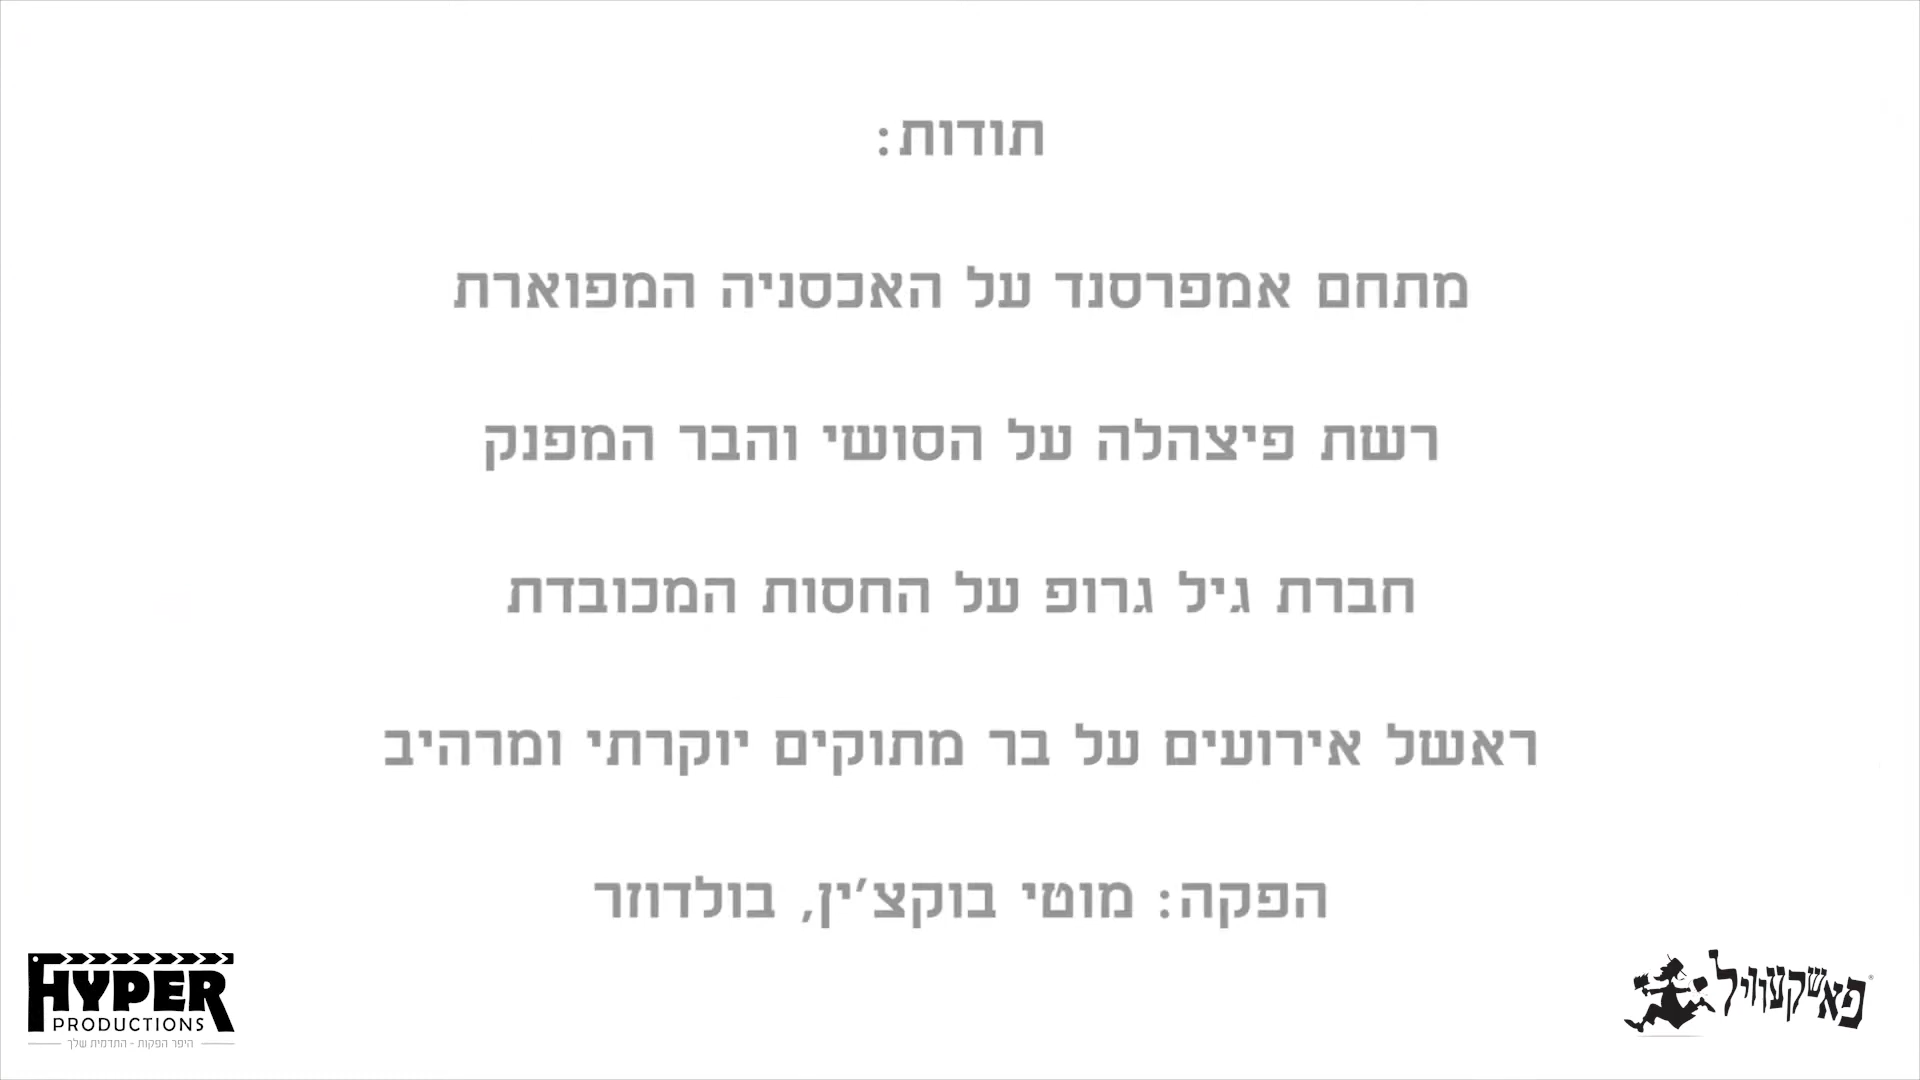 תודות:
מתחם אמפרסנד על האכסניה המפוארת
רשת פיצהלה על הסושי והבר המפנק
חברת גיל גרופ על החסות המכובדת
ראשל אירועים על בר מתוקים יוקרתי ומרהיב
הפקה: מוטי בוקצ'ין, בולדוזר
HYPER
PRODUCTIONS
היפר הפקות - התדמית שלך
פאשקעוויל